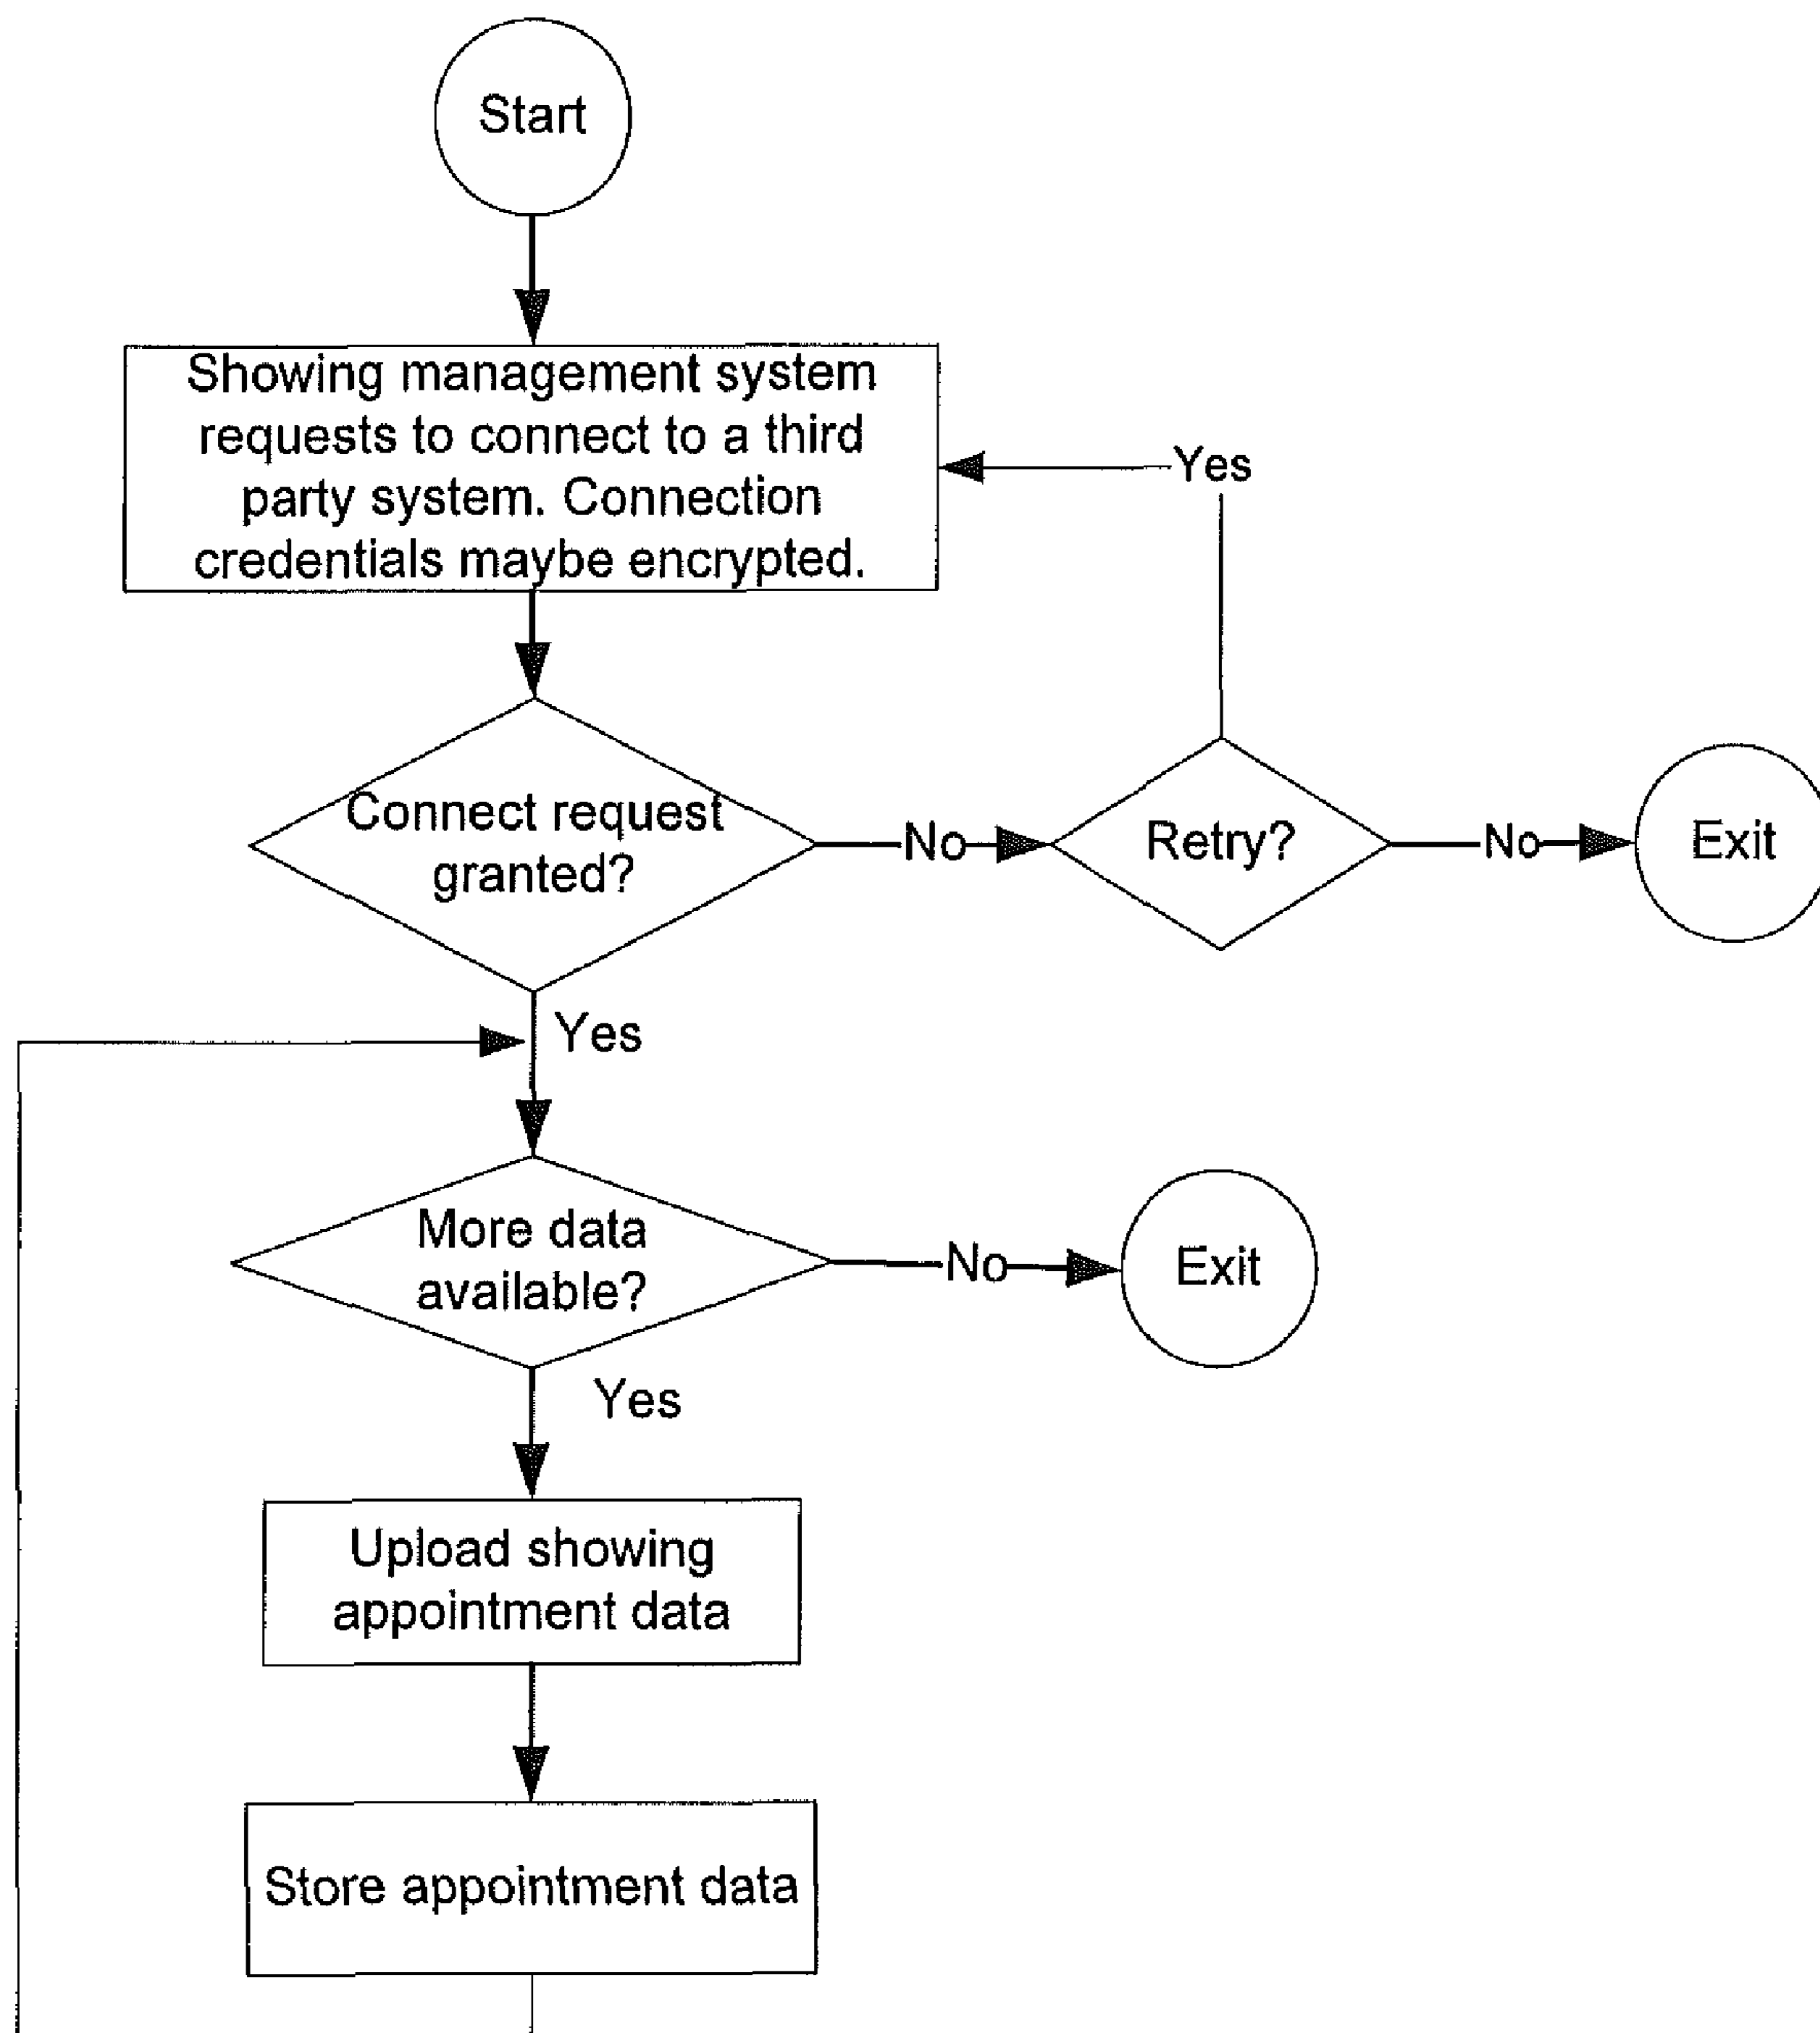 Start
Showing management system
requests to connect to a third
party system. Connection
credentials maybe encrypted.
Yes
Connect request
granted?
No
Retry?
No
Exit
Yes
More data
available?
No
Exit
Yes
Upload showing
appointment data
Store appointment data